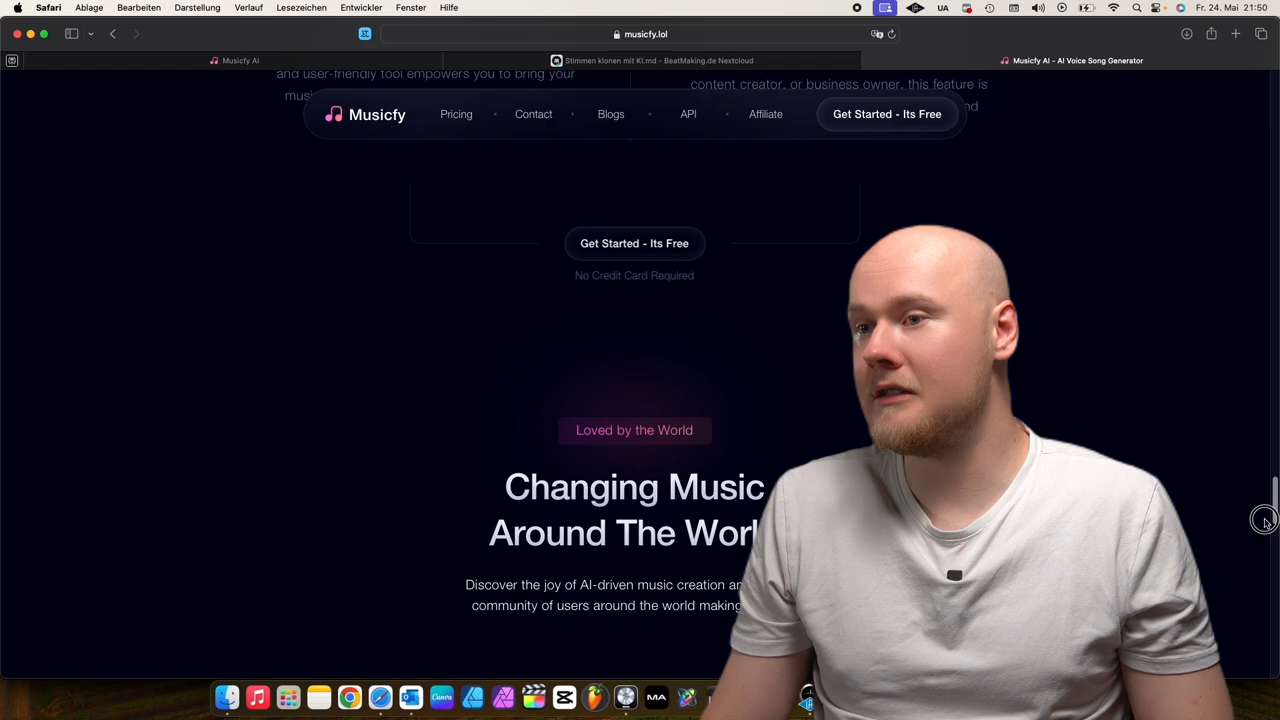 Safari Ablage Bearbeiten Darstellung Verlauf Lesezeichen Entwickler Fenster Hilfe UA Fr. 24. Mai 21:50
musicfy.lol
Musicfy AI Stimmen klonen mit KI.md - BeatMaking.de Nextcloud Musicfy AI - AI Voice Song Generator
and user-friendly tool empowers you to bring your
content creator, or business owner, this feature is
Musicfy Pricing Contact Blogs API Affiliate Get Started - Its Free
Get Started - Its Free
No Credit Card Required
Loved by the World
Changing Music
Around The
Discover the joy of AI-driven music creation
community of users around the world making
Canva
MA